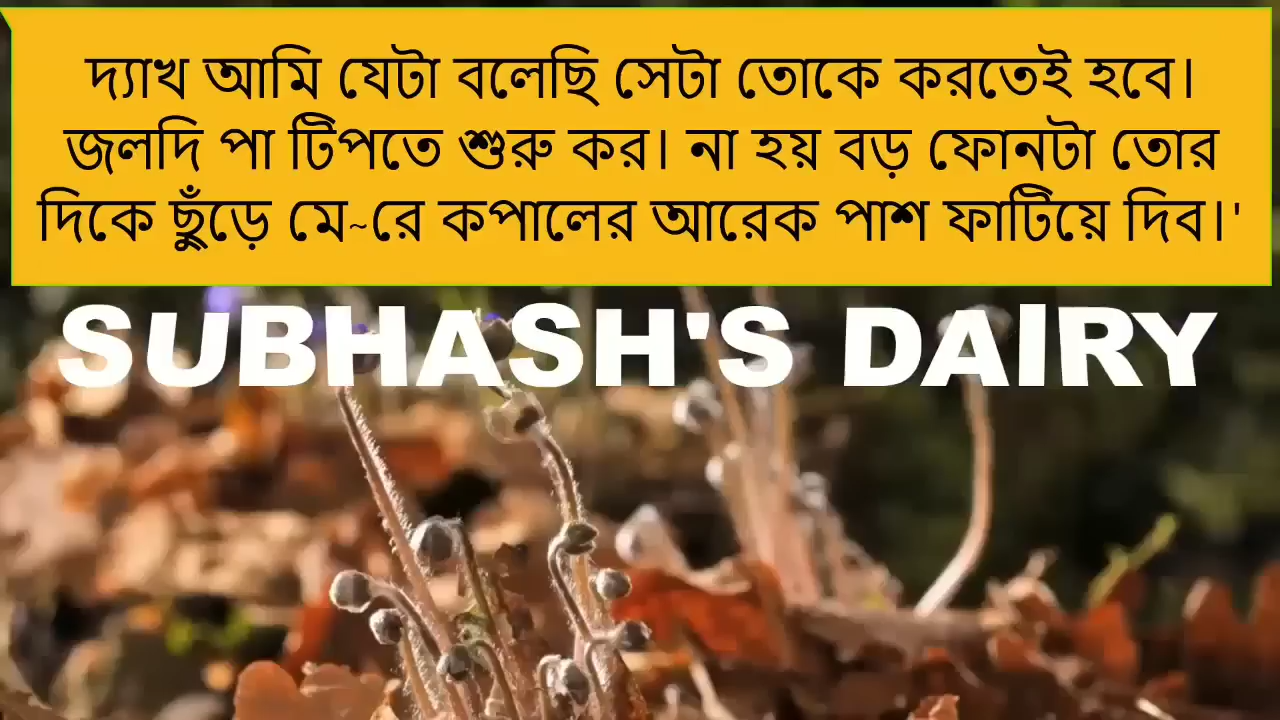 দ্যাখ আমি যেটা বলেছি সেটা তোকে করতেই হবে।
জলদি পা টিপতে শুরু কর। না হয় বড় ফোনটা তোর
দিকে ছুঁড়ে মে~রে কপালের আরেক পাশ ফাটিয়ে দিব।'
SUBHASH'S DAIRY